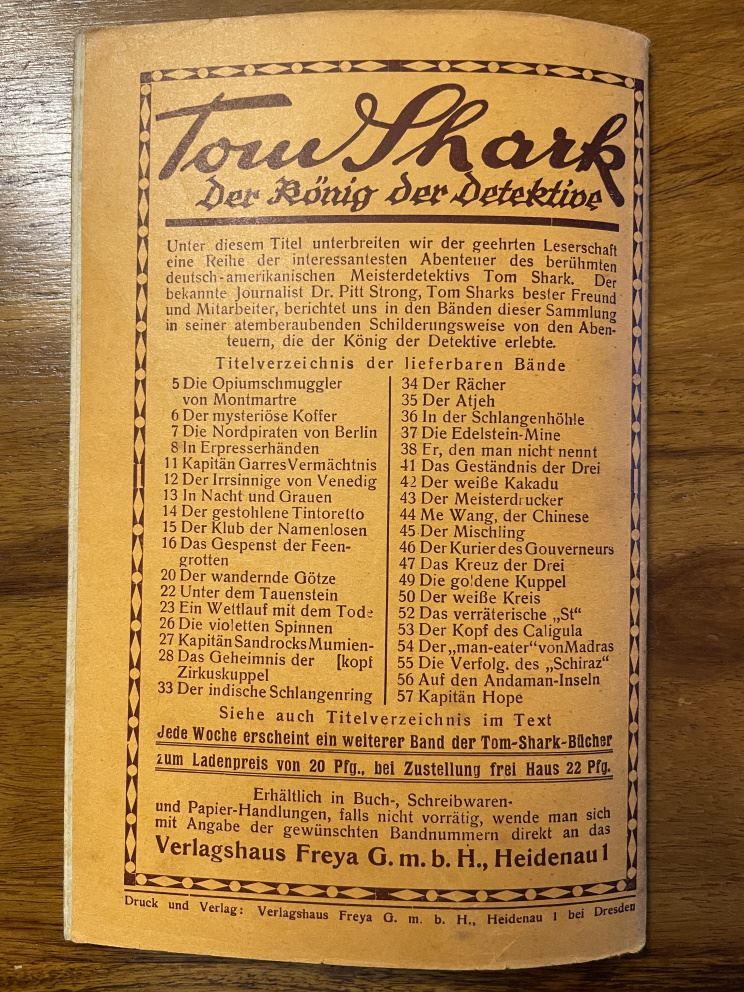 Tom Shark
Der König der Detektive
Unter diesem Titel unterbreiten wir der geehrten Leserschaft
eine Reihe der interessantesten Abenteuer des berühmten
deutsch-amerikanischen Meisterdetektivs Tom Shark. Der
bekannte Journalist Dr. Pitt Strong, Tom Sharks bester Freund
und Mitarbeiter, berichtet uns in den Bänden dieser Sammlung
in seiner atemberaubenden Schilderungsweise von den Aben-
teuern, die der König der Detektive erlebte.
Titelverzeichnis der lieferbaren Bände
5 Die Opiumschmuggler
von Montmartre
6 Der mysteriöse Koffer
7 Die Nordpiraten von Berlin
8 In Erpresserhänden
11 Kapitän Garres Vermächtnis
12 Der Irrsinnige von Venedig
13 In Nacht und Grauen
14 Der gestohlene Tintoretto
15 Der Klub der Namenlosen
16 Das Gespenst der Feen-
grotten
20 Der wandernde Götze
22 Unter dem Tauenstein
23 Ein Wettlauf mit dem Tode
26 Die violetten Spinnen
27 Kapitän Sandrocks Mumien-
28 Das Geheimnis der [kopf
Zirkuskuppel
33 Der indische Schlangenring
34 Der Rächer
35 Der Atjeh
36 In der Schlangenhöhle
37 Die Edelstein-Mine
38 Er, den man nicht nennt
41 Das Geständnis der Drei
42 Der weiße Kakadu
43 Der Meisterdrucker
44 Me Wang, der Chinese
45 Der Mischling
46 Der Kurier des Gouverneurs
47 Das Kreuz der Drei
49 Die goldene Kuppel
50 Der weiße Kreis
52 Das verräterische „St"
53 Der Kopf des Caligula
54 Der „man-eater" von Madras
55 Die Verfolg. des „Schiraz"
56 Auf den Andaman-Inseln
57 Kapitän Hope
Siehe auch Titelverzeichnis im Text
Jede Woche erscheint ein weiterer Band der Tom-Shark-Bücher
zum Ladenpreis von 20 Pfg., bei Zustellung frei Haus 22 Pfg.
Erhältlich in Buch-, Schreibwaren-
und Papier-Handlungen, falls nicht vorrätig, wende man sich
mit Angabe der gewünschten Bandnummern direkt an das
Verlagshaus Freya G. m. b. H., Heidenau 1
Druck und Verlag: Verlagshaus Freya G. m. b. H., Heidenau 1 bei Dresden